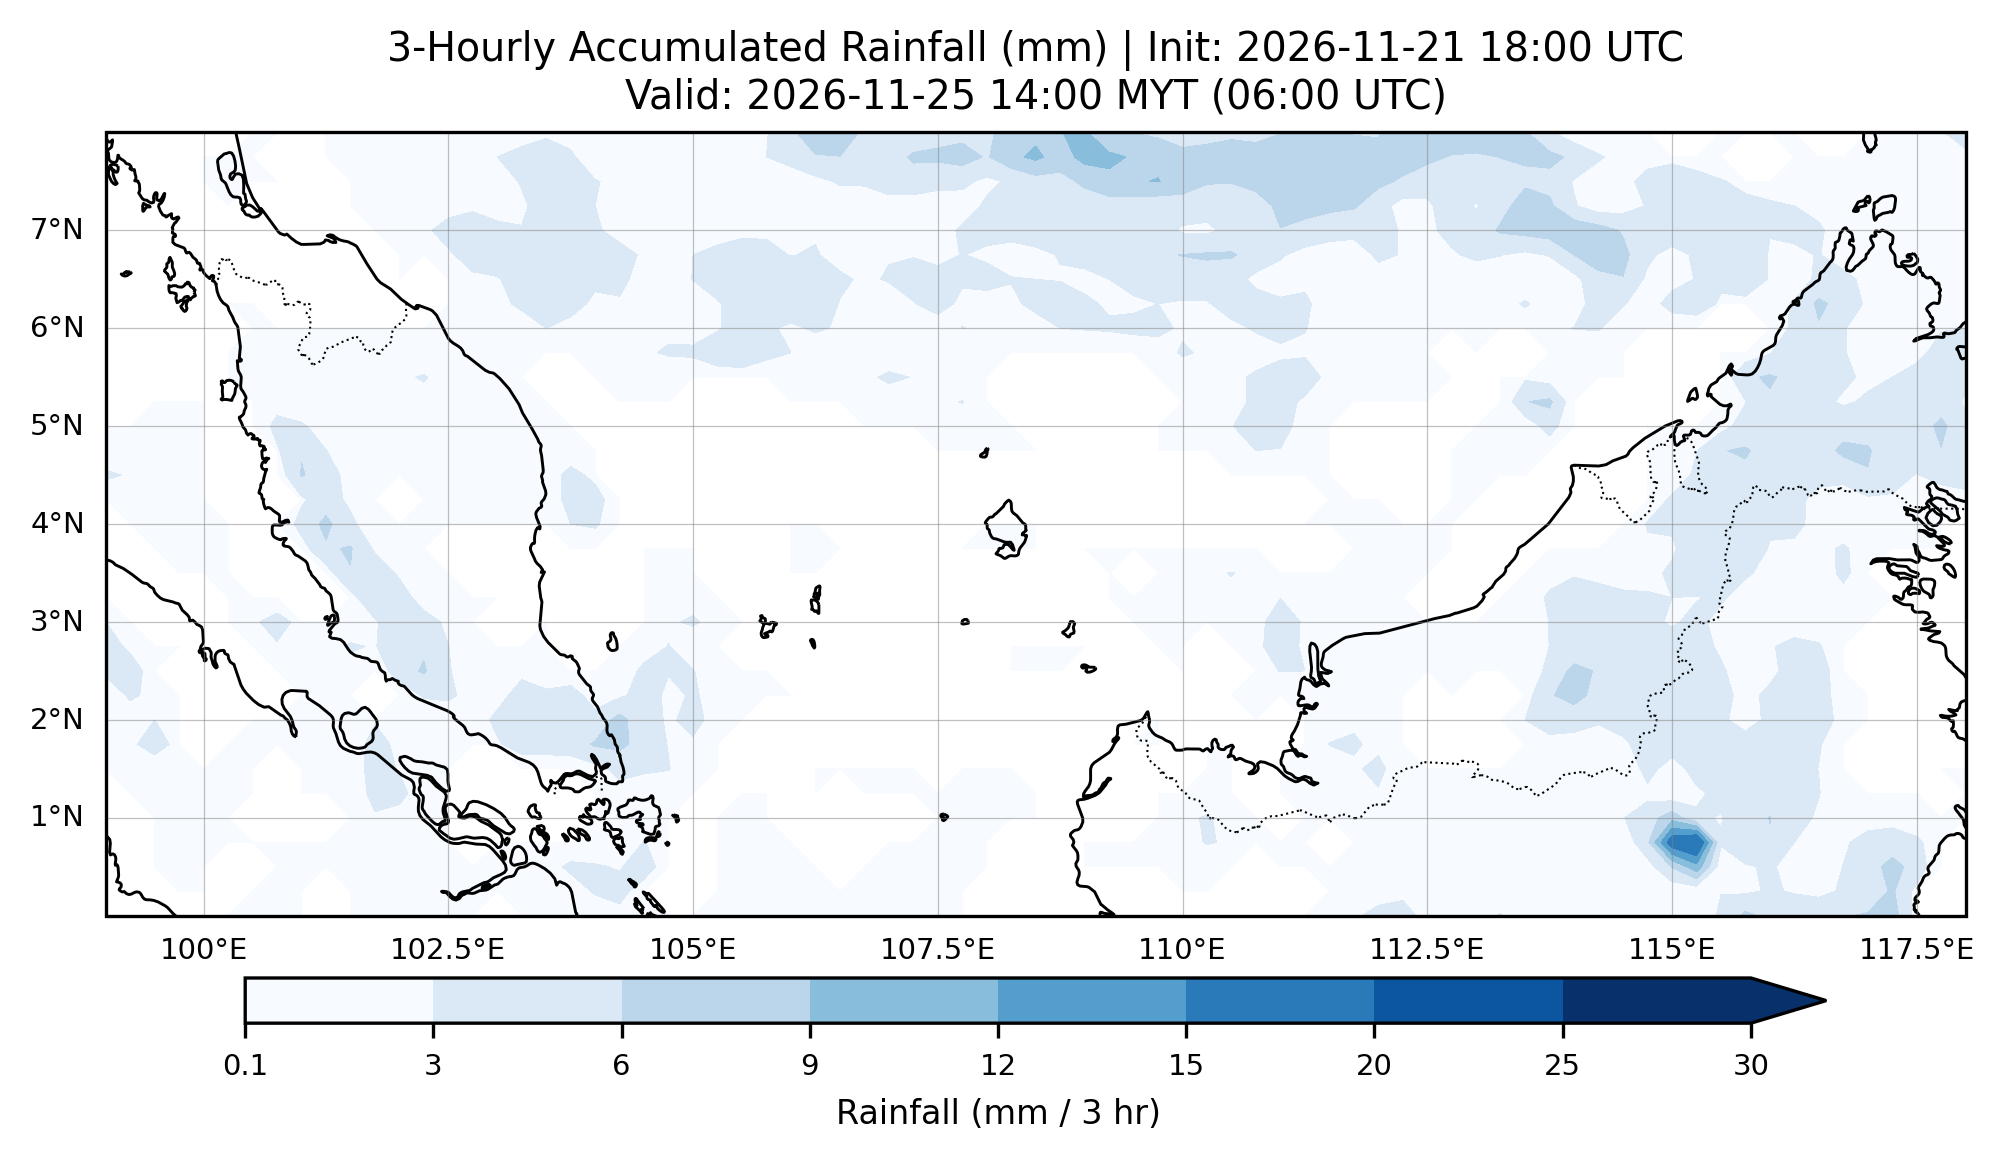 3-Hourly Accumulated Rainfall (mm) | Init: 2026-11-21 18:00 UTC
Valid: 2026-11-25 14:00 MYT (06:00 UTC)
7°N
6°N
5°N
4°N
3°N
2°N
1°N
100°E 102.5°E 105°E 107.5°E 110°E 112.5°E 115°E 117.5°E
0.1 3 6 9 12 15 20 25 30
Rainfall (mm / 3 hr)